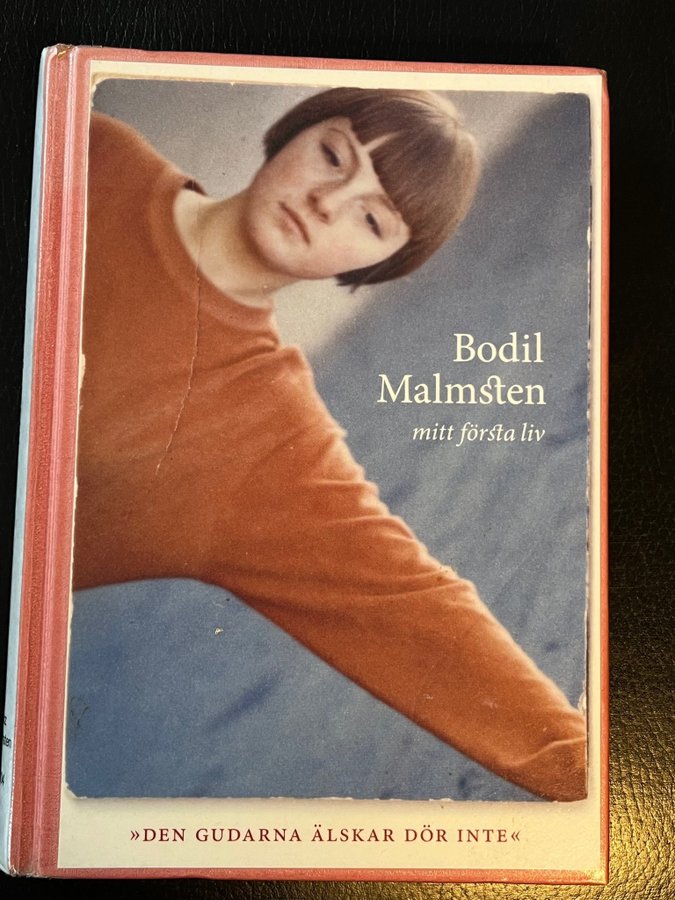 Bodil
Malmsten
mitt första liv
»DEN GUDARNA ÄLSKAR DÖR INTE«